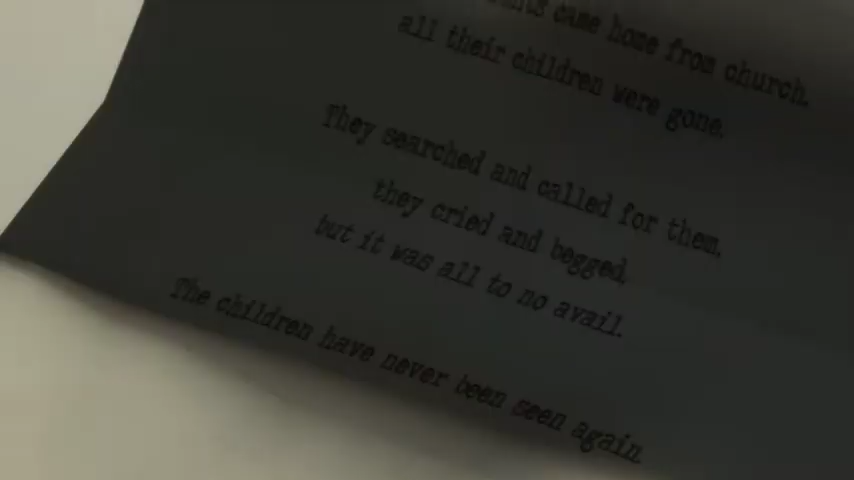 came home from church,
all their children were gone.
They searched and called for them,
they cried and begged,
but it was all to no avail.
The children have never been seen again